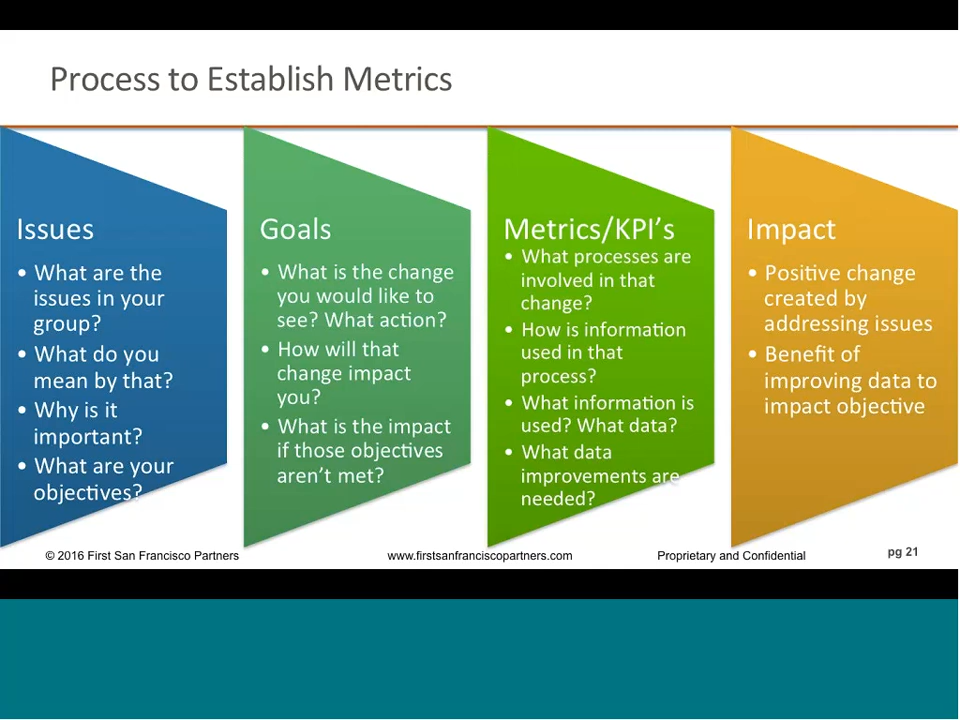 Process to Establish Metrics
Issues
• What are the
issues in your
group?
• What do you
mean by that?
• Why is it
important?
• What are your
objectives?
Goals
• What is the change
you would like to
see? What action?
• How will that
change impact
you?
• What is the impact
if those objectives
aren't met?
Metrics/KPI's
• What processes are
involved in that
change?
• How is information
used in that
process?
• What information is
used? What data?
• What data
improvements are
needed?
Impact
• Positive change
created by
addressing issues
• Benefit of
improving data to
impact objective
© 2016 First San Francisco Partners
www.firstsanfranciscopartners.com
Proprietary and Confidential
pg 21